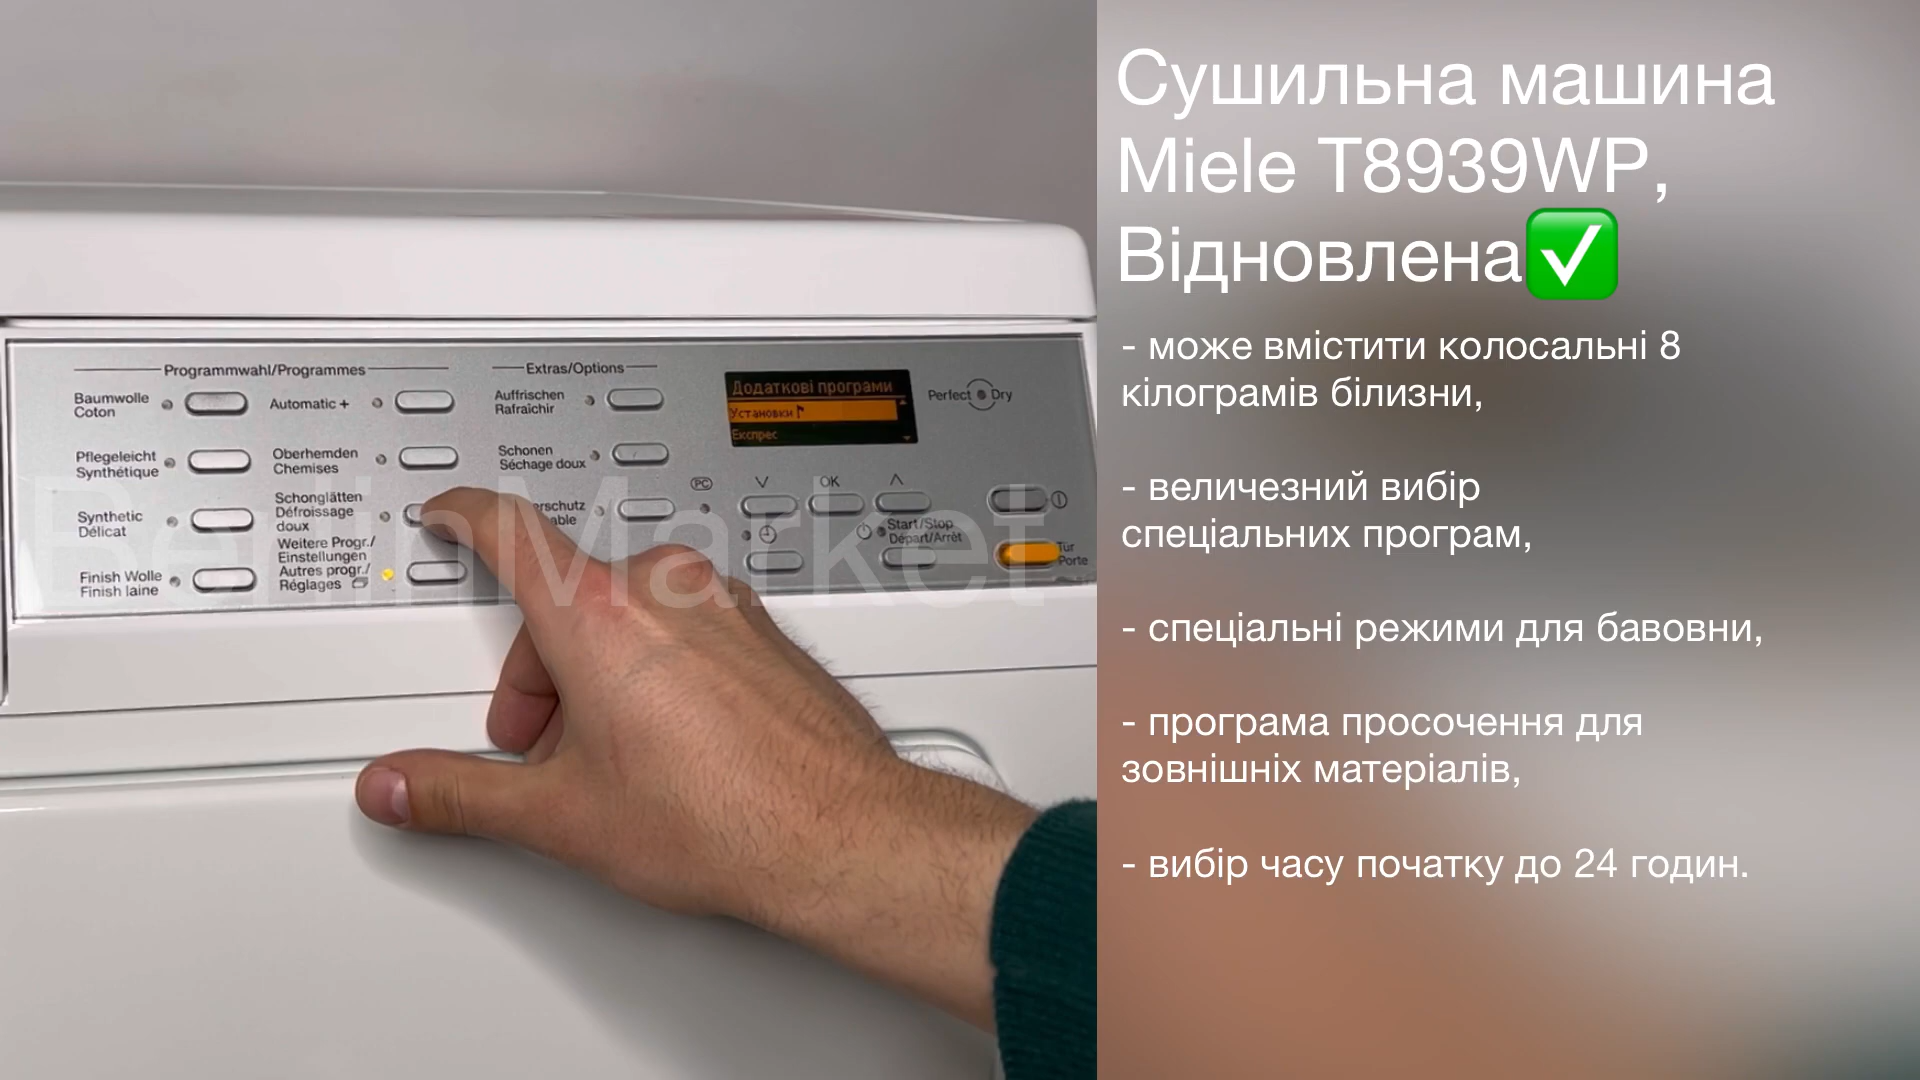 Сушильна машина
Miele T8939WP,
Відновлена✅
- може вмістити колосальні 8
кілограмів білизни,
- величезний вибір
спеціальних програм,
- спеціальні режими для бавовни,
- програма просочення для
зовнішніх матеріалів,
- вибір часу початку до 24 годин.
Programmwahl/Programmes
Baumwolle
Coton
Automatic +
Pflegeleicht
Synthétique
Oberhemden
Chemises
Synthetic
Délicat
Schonglätten
Défroissage
doux
Finish Wolle
Finish laine
Weitere Progr./
Einstellungen
Autres progr./
Réglages
Extras/Options
Auffrischen
Rafraîchir
Schonen
Séchage doux
Додаткові програми
Установки
Експрес
Perfect Dry
PC
OK
Start/Stop
Départ/Arrêt
Tür
Porte
BerlinMarket